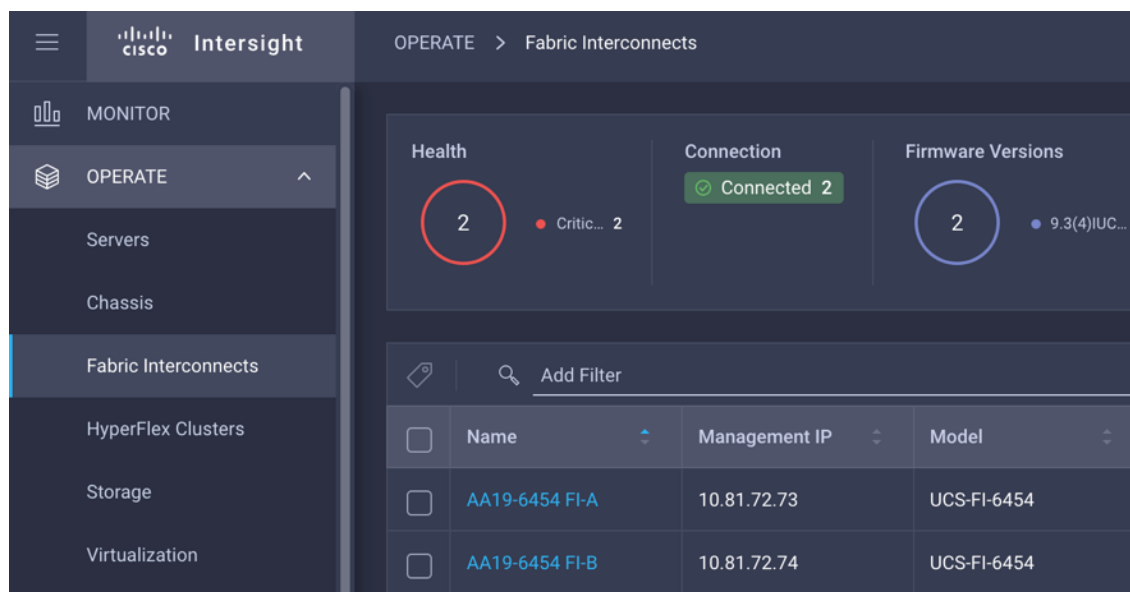 CISCO Intersight
OPERATE > Fabric Interconnects
MONITOR
OPERATE
Servers
Chassis
Fabric Interconnects
HyperFlex Clusters
Storage
Virtualization
Health
2
Critic... 2
Connection
Connected 2
Firmware Versions
2
9.3(4)IUC...
Add Filter
Name Management IP Model
AA19-6454 FI-A 10.81.72.73 UCS-FI-6454
AA19-6454 FI-B 10.81.72.74 UCS-FI-6454